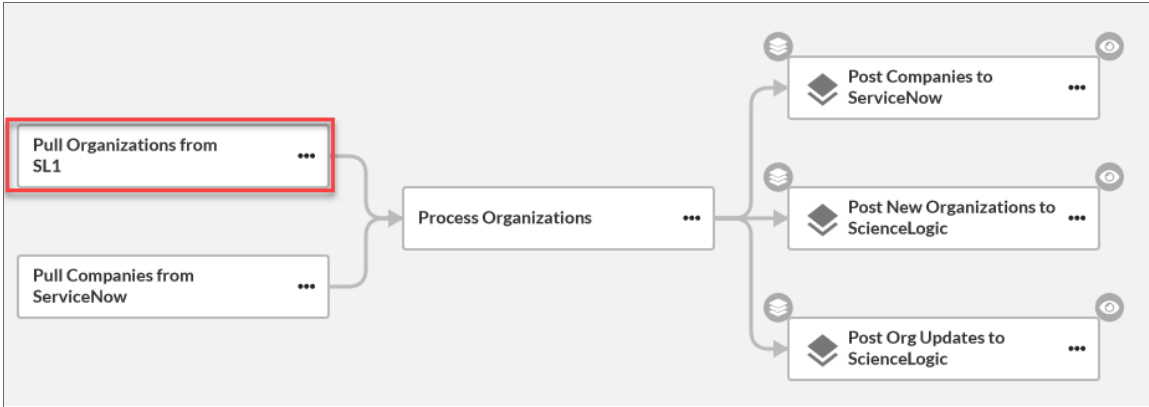 Pull Organizations from
SL1
Pull Companies from
ServiceNow
Process Organizations
Post Companies to
ServiceNow
Post New Organizations to
ScienceLogic
Post Org Updates to
ScienceLogic